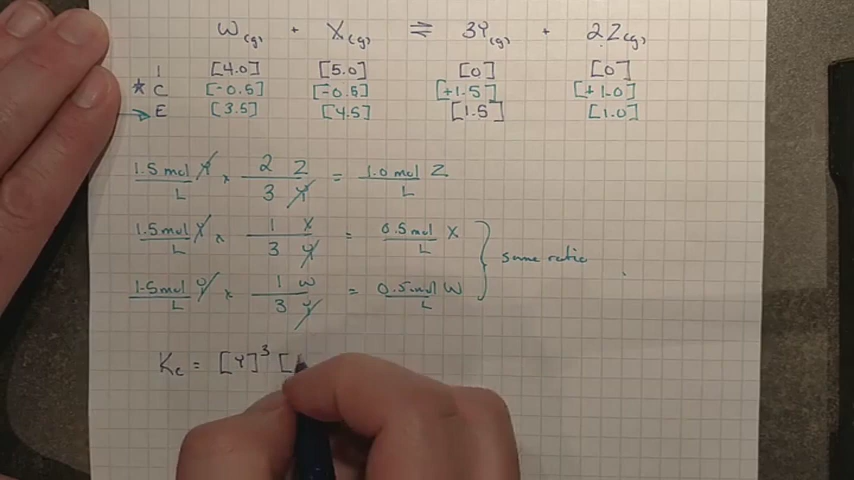 W(g) + X(g) ⇌ 3Y(g) + 2Z(g)
I [4.0] [5.0] [0] [0]
* C [-0.5] [-0.5] [+1.5] [+1.0]
→ E [3.5] [4.5] [1.5] [1.0]
1.5 mol Y/L × 2 Z/3 Y = 1.0 mol Z/L
1.5 mol Y/L × 1 X/3 Y = 0.5 mol X/L
1.5 mol Y/L × 1 W/3 Y = 0.5 mol W/L
} same ratio
Kc = [Y]³ [